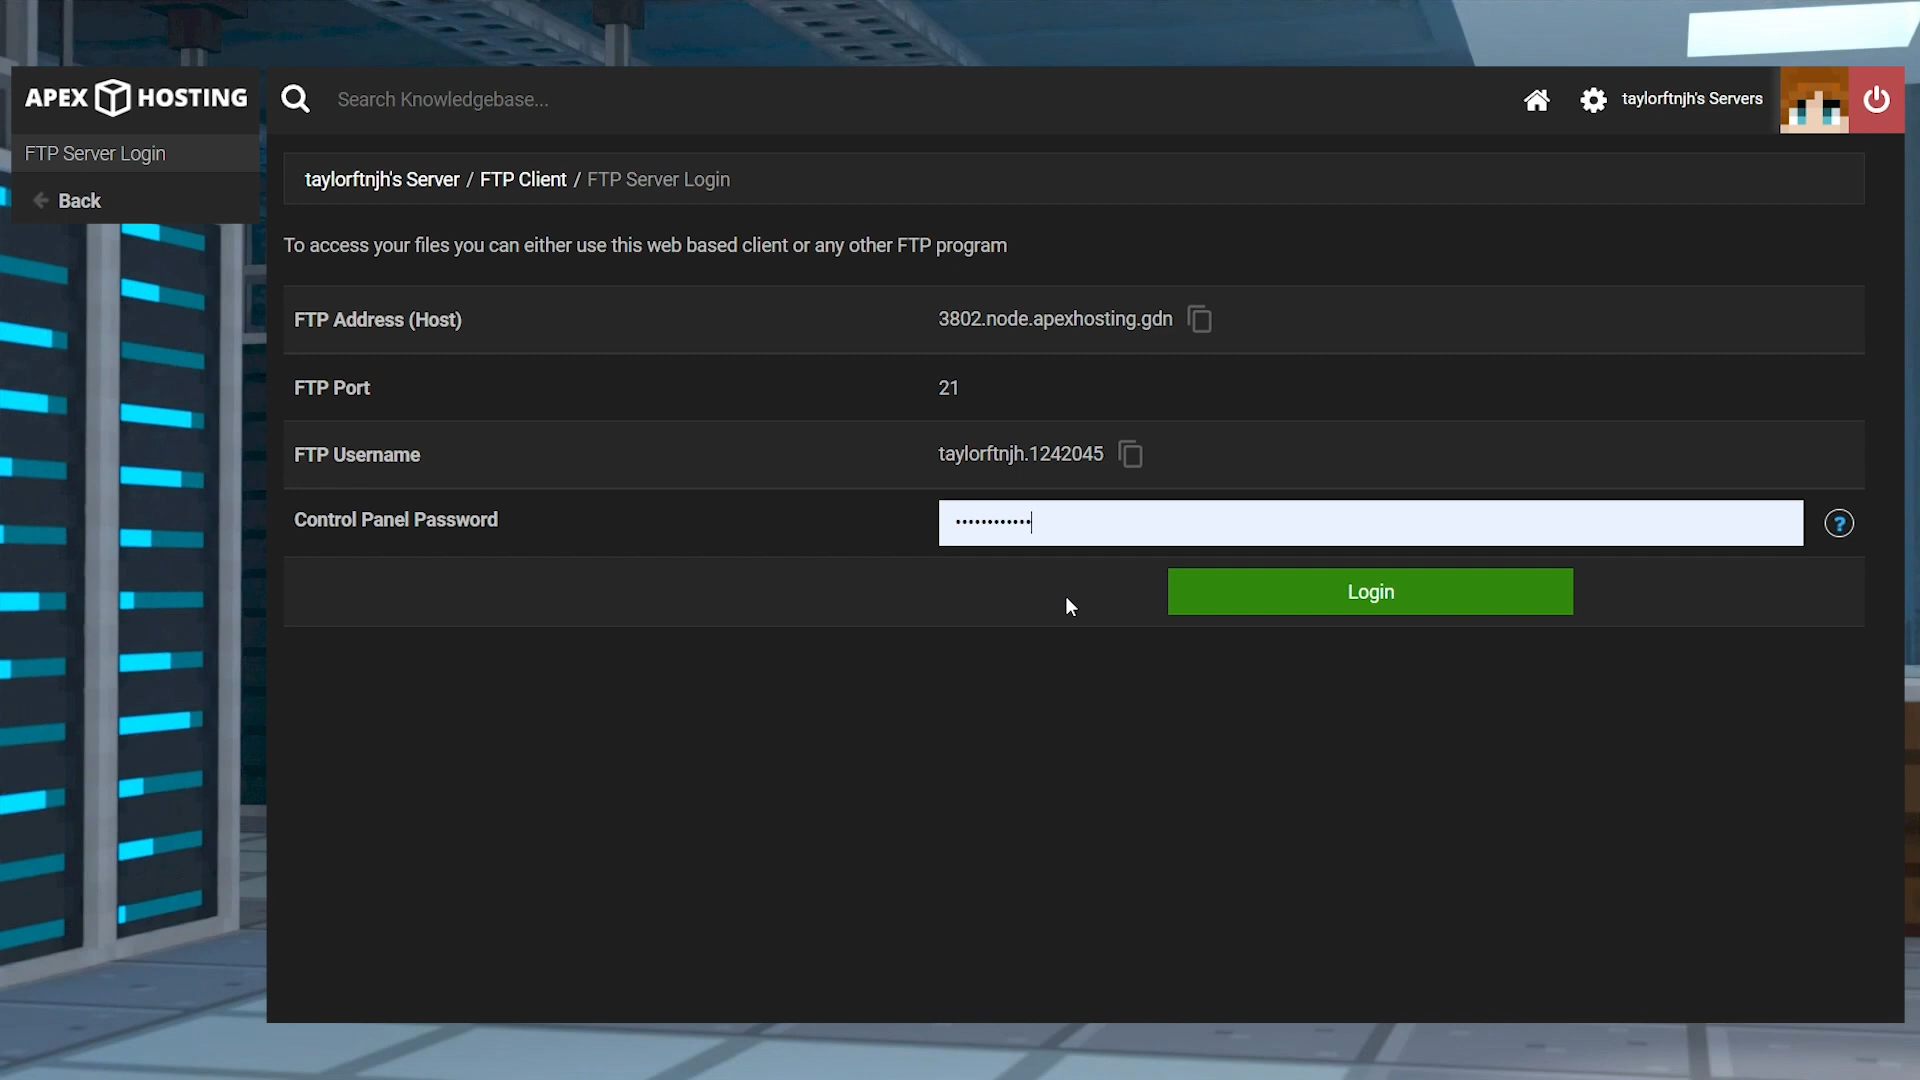 APEX HOSTING
Search Knowledgebase...
taylorftnjh's Servers
FTP Server Login
Back
taylorftnjh's Server / FTP Client / FTP Server Login
To access your files you can either use this web based client or any other FTP program
FTP Address (Host) 3802.node.apexhosting.gdn
FTP Port 21
FTP Username taylorftnjh.1242045
Control Panel Password •••••••••••• ?
Login